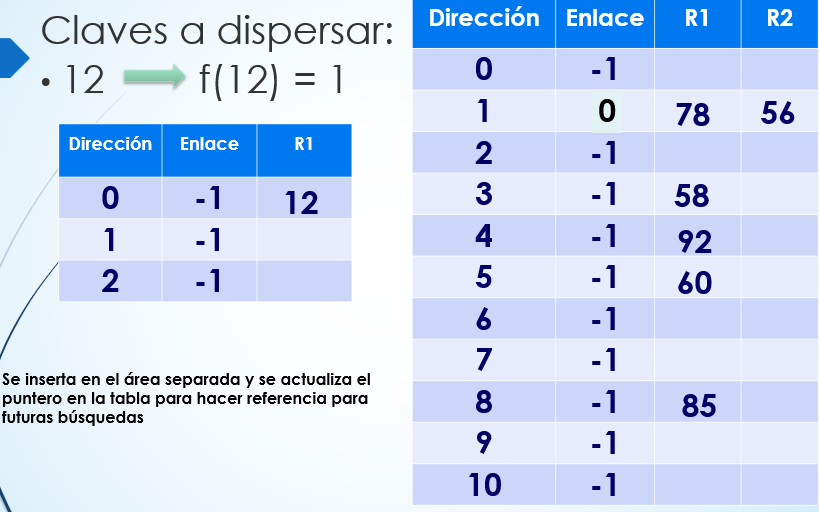 Claves a dispersar:
• 12 f(12) = 1
Dirección Enlace R1
0 -1 12
1 -1
2 -1
Se inserta en el área separada y se actualiza el
puntero en la tabla para hacer referencia para
futuras búsquedas
Dirección Enlace R1 R2
0 -1
1 0 78 56
2 -1
3 -1 58
4 -1 92
5 -1 60
6 -1
7 -1
8 -1 85
9 -1
10 -1